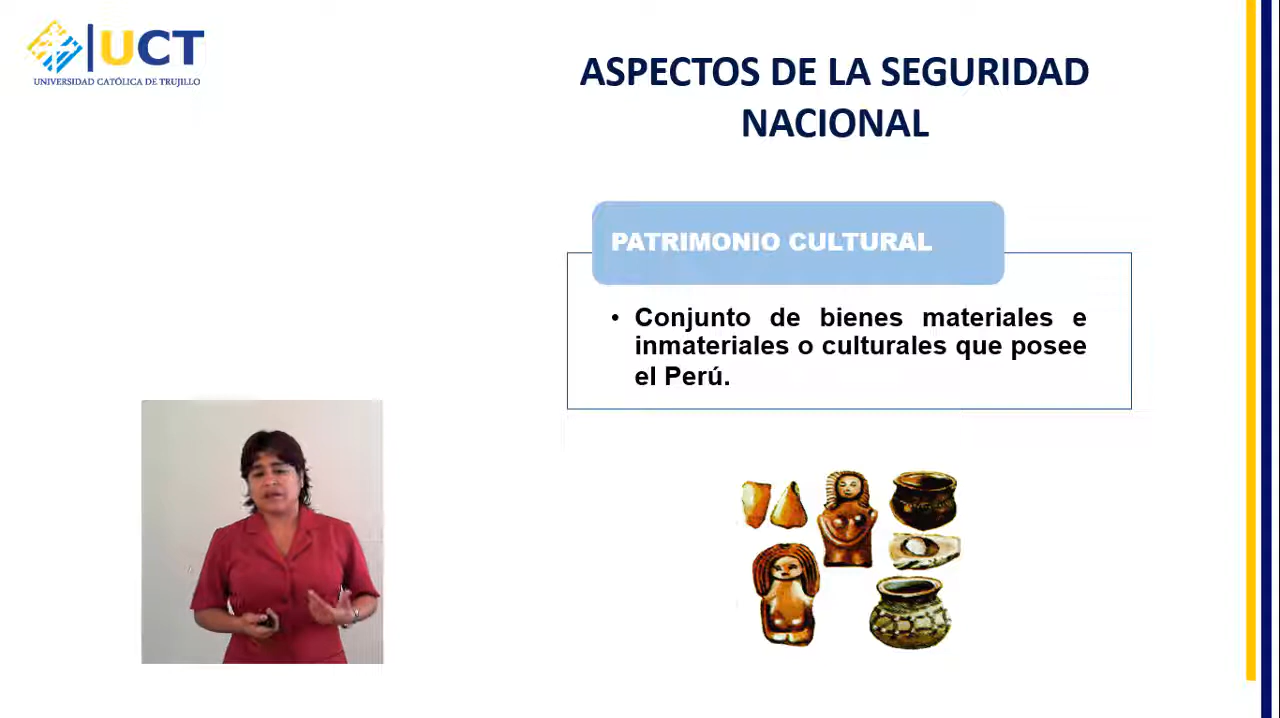 UCT
UNIVERSIDAD CATÓLICA DE TRUJILLO
ASPECTOS DE LA SEGURIDAD
NACIONAL
PATRIMONIO CULTURAL
• Conjunto de bienes materiales e
inmateriales o culturales que posee
el Perú.